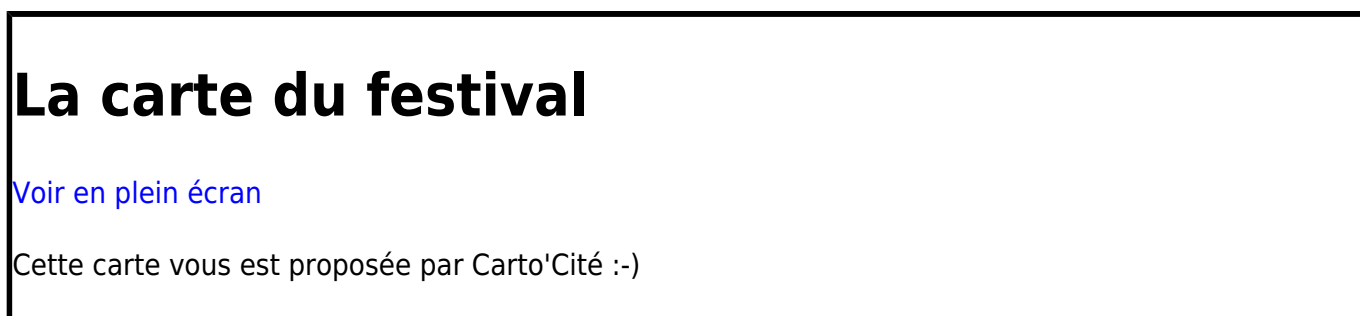 La carte du festival
Voir en plein écran
Cette carte vous est proposée par Carto'Cité :-)